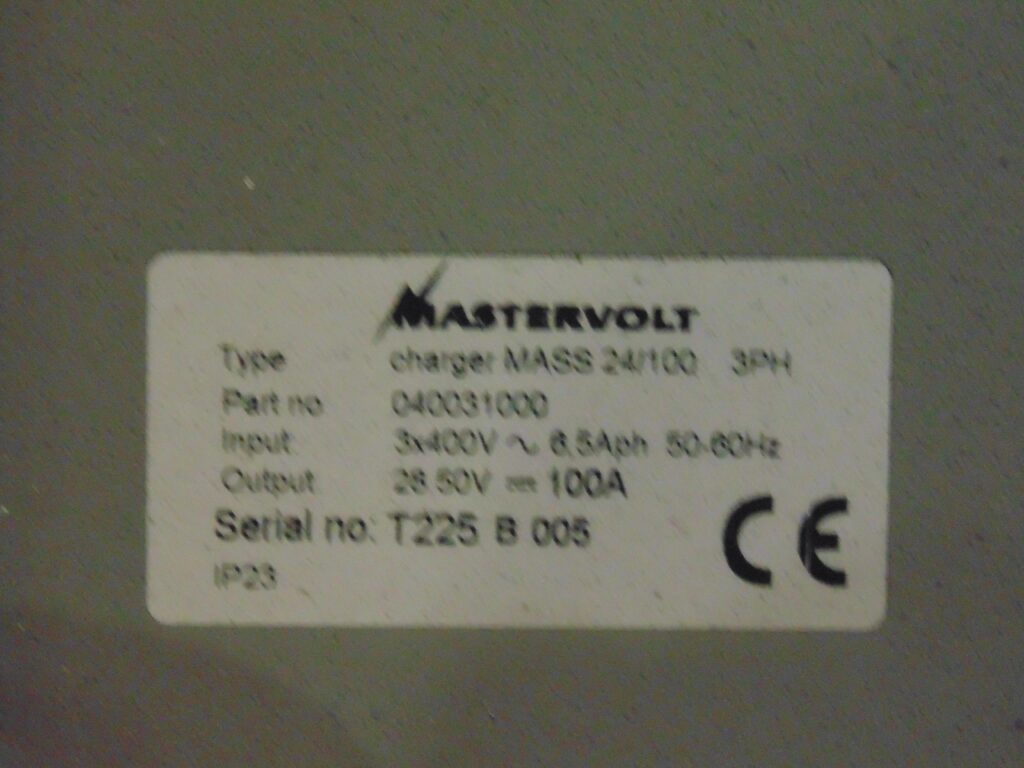 MASTERVOLT
Type charger MASS 24/100 3PH
Part no 040031000
Input 3x400V ~ 6.5Aph 50-60Hz
Output 28.50V ⎓ 100A
Serial no: T225 B 005
IP23
CE